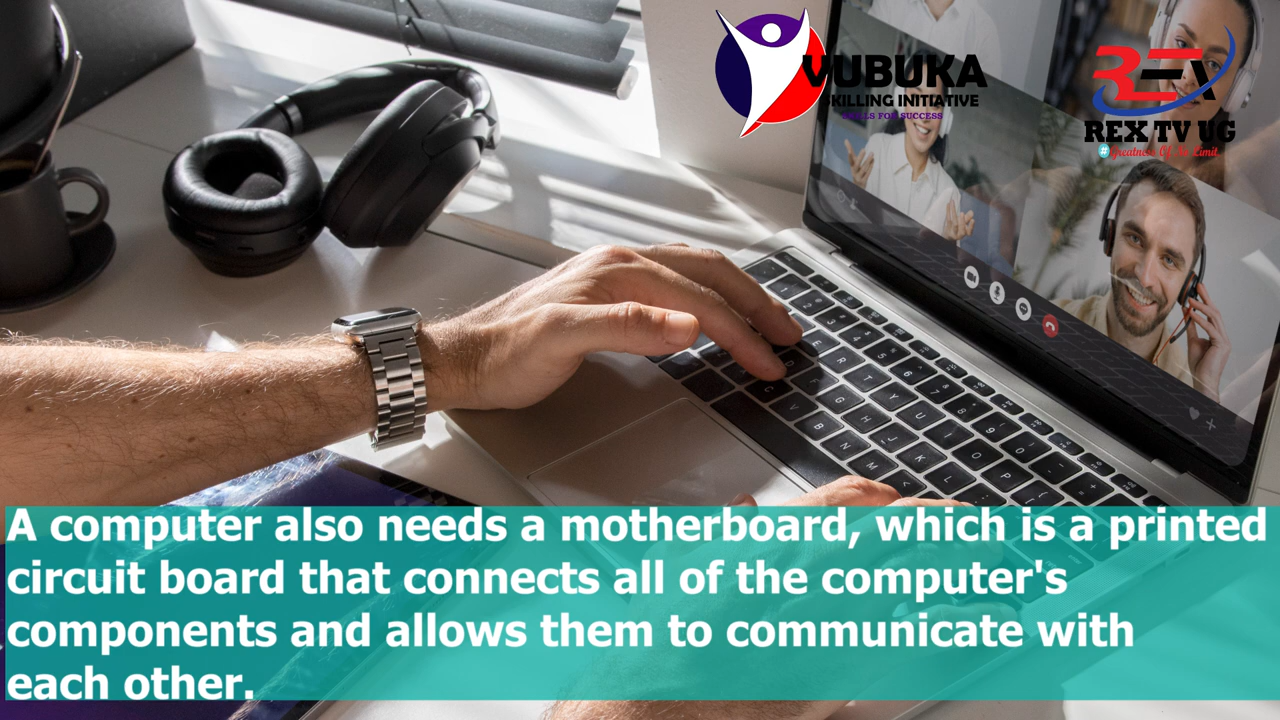 VUBUKA
SKILLING INITIATIVE
SKILLS FOR SUCCESS
REX
REX TV UG
#Greatness Of No Limit
A computer also needs a motherboard, which is a printed
circuit board that connects all of the computer's
components and allows them to communicate with
each other.